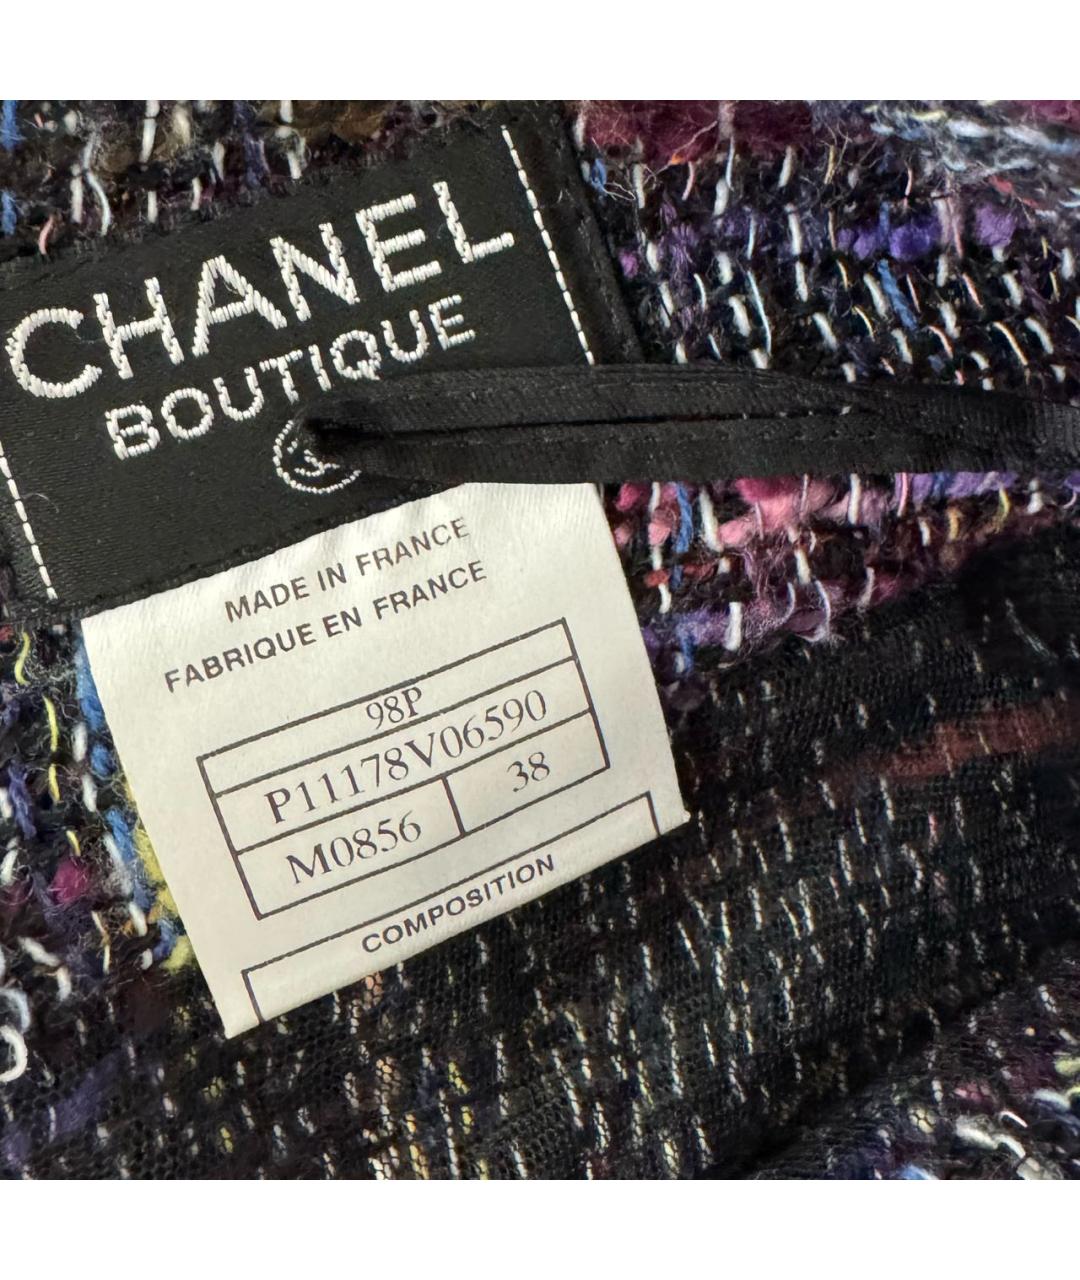 CHANEL
BOUTIQUE
MADE IN FRANCE
FABRIQUE EN FRANCE
98P
P11178V06590
M0856 38
COMPOSITION